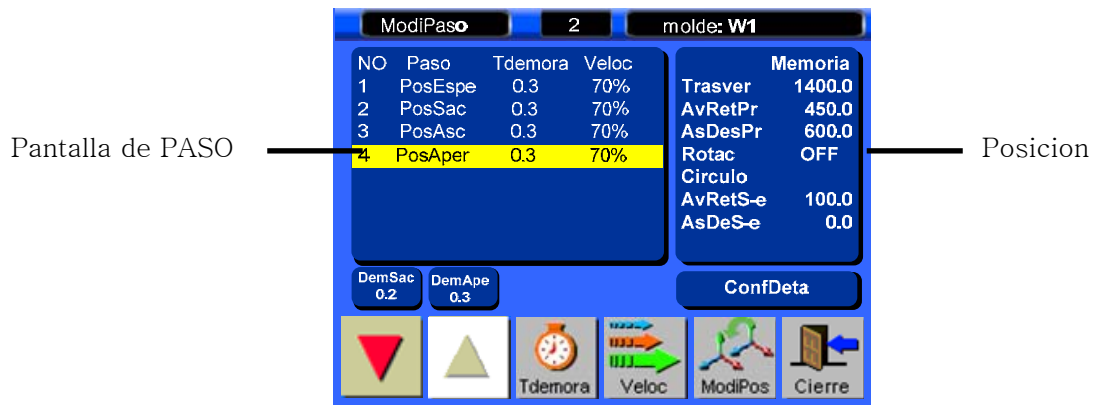 ModiPaso 2 molde: W1
NO Paso Tdemora Veloc
1 PosEspe 0.3 70%
2 PosSac 0.3 70%
3 PosAsc 0.3 70%
4 PosAper 0.3 70%
Memoria
Trasver 1400.0
AvRetPr 450.0
AsDesPr 600.0
Rotac OFF
Circulo
AvRetS-e 100.0
AsDeS-e 0.0
Pantalla de PASO
Posicion
DemSac
0.2
DemApe
0.3
ConfDeta
Tdemora Veloc ModiPos Cierre